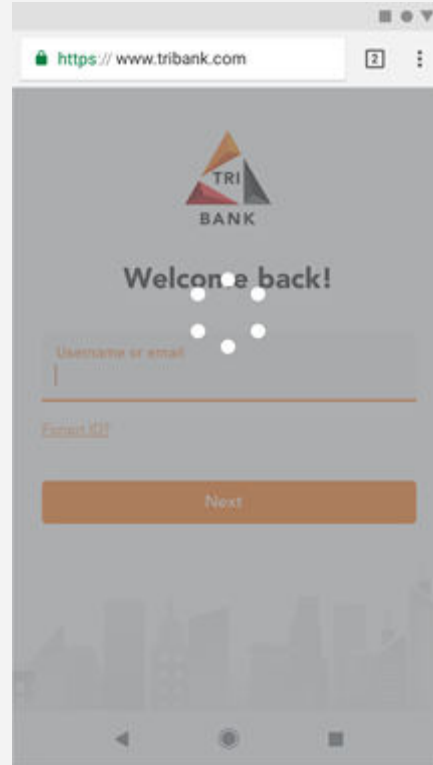 https://www.tribank.com
2
TRI
BANK
Welcome back!
Username or email
Forgot ID?
Next